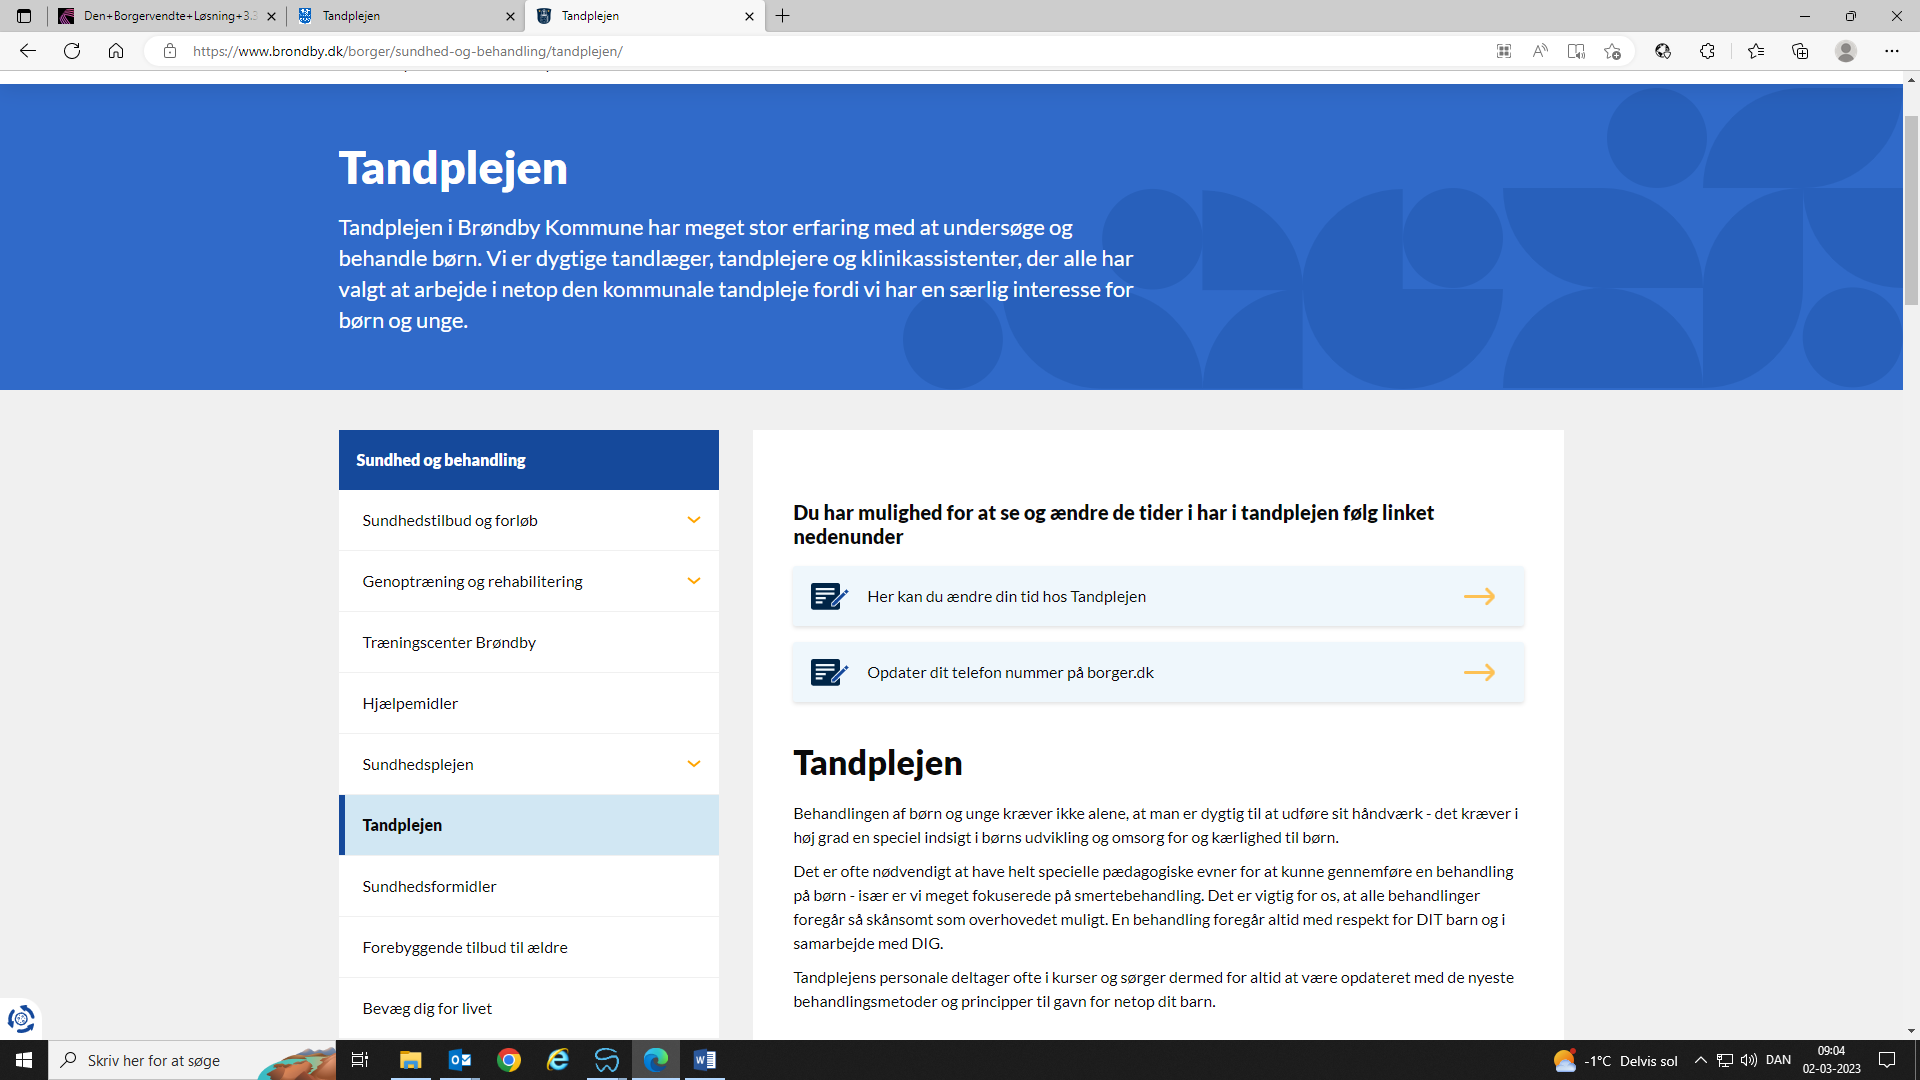 Den+Borgervendte+Løsning+3.3
Tandplejen
Tandplejen
https://www.brondby.dk/borger/sundhed-og-behandling/tandplejen/
Tandplejen
Tandplejen i Brøndby Kommune har meget stor erfaring med at undersøge og
behandle børn. Vi er dygtige tandlæger, tandplejere og klinikassistenter, der alle har
valgt at arbejde i netop den kommunale tandpleje fordi vi har en særlig interesse for
børn og unge.
Sundhed og behandling
Sundhedstilbud og forløb
Genoptræning og rehabilitering
Træningscenter Brøndby
Hjælpemidler
Sundhedsplejen
Tandplejen
Sundhedsformidler
Forebyggende tilbud til ældre
Bevæg dig for livet
Du har mulighed for at se og ændre de tider i har i tandplejen følg linket
nedenunder
Her kan du ændre din tid hos Tandplejen
Opdater dit telefon nummer på borger.dk
Tandplejen
Behandlingen af børn og unge kræver ikke alene, at man er dygtig til at udføre sit håndværk - det kræver i
høj grad en speciel indsigt i børns udvikling og omsorg for og kærlighed til børn.
Det er ofte nødvendigt at have helt specielle pædagogiske evner for at kunne gennemføre en behandling
på børn - især er vi meget fokuserede på smertebehandling. Det er vigtig for os, at alle behandlinger
foregår så skånsomt som overhovedet muligt. En behandling foregår altid med respekt for DIT barn og i
samarbejde med DIG.
Tandplejens personale deltager ofte i kurser og sørger dermed for altid at være opdateret med de nyeste
behandlingsmetoder og principper til gavn for netop dit barn.
Skriv her for at søge
-1°C Delvis sol
DAN
09:04
02-03-2023